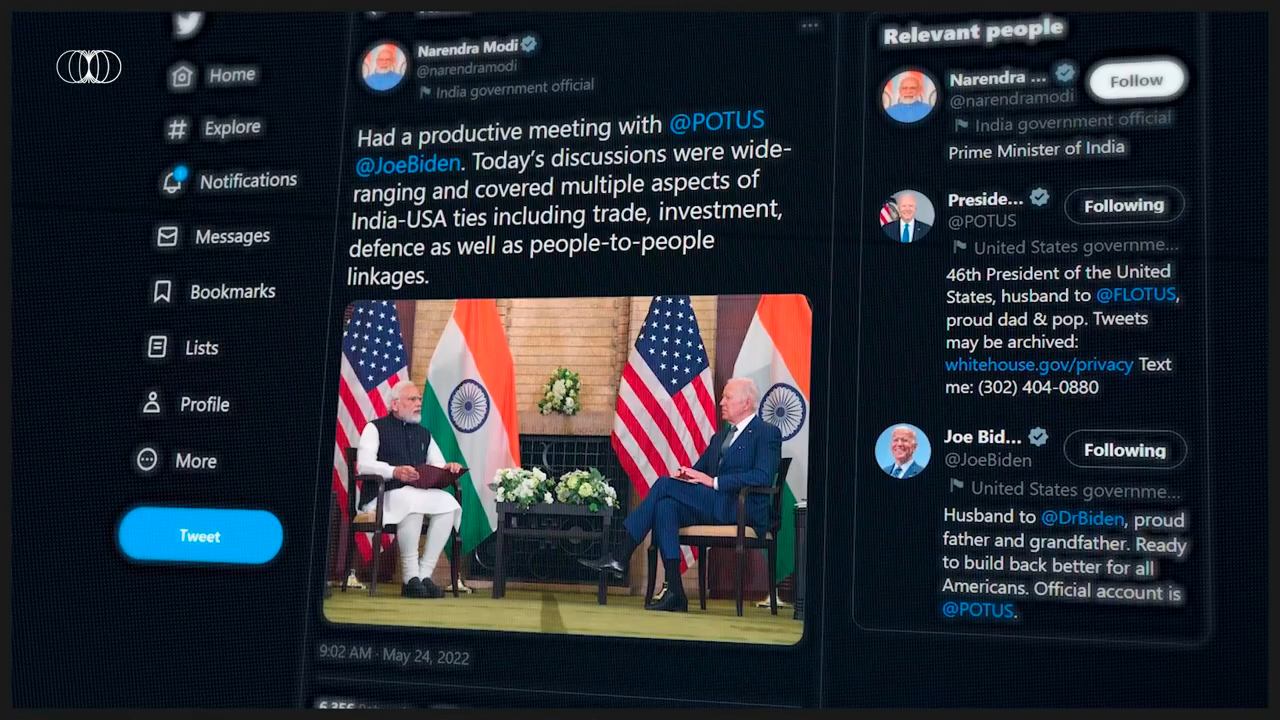 Home
Explore
Notifications
Messages
Bookmarks
Lists
Profile
More
Tweet
Narendra Modi
@narendramodi
India government official
Had a productive meeting with @POTUS
@JoeBiden. Today's discussions were wide-
ranging and covered multiple aspects of
India-USA ties including trade, investment,
defence as well as people-to-people
linkages.
9:02 AM · May 24, 2022
Relevant people
Narendra ...
Follow
@narendramodi
India government official
Prime Minister of India
Preside...
Following
@POTUS
United States governme...
46th President of the United
States, husband to @FLOTUS,
proud dad & pop. Tweets
may be archived:
whitehouse.gov/privacy Text
me: (302) 404-0880
Joe Bid...
Following
@JoeBiden
United States governme...
Husband to @DrBiden, proud
father and grandfather. Ready
to build back better for all
Americans. Official account is
@POTUS.